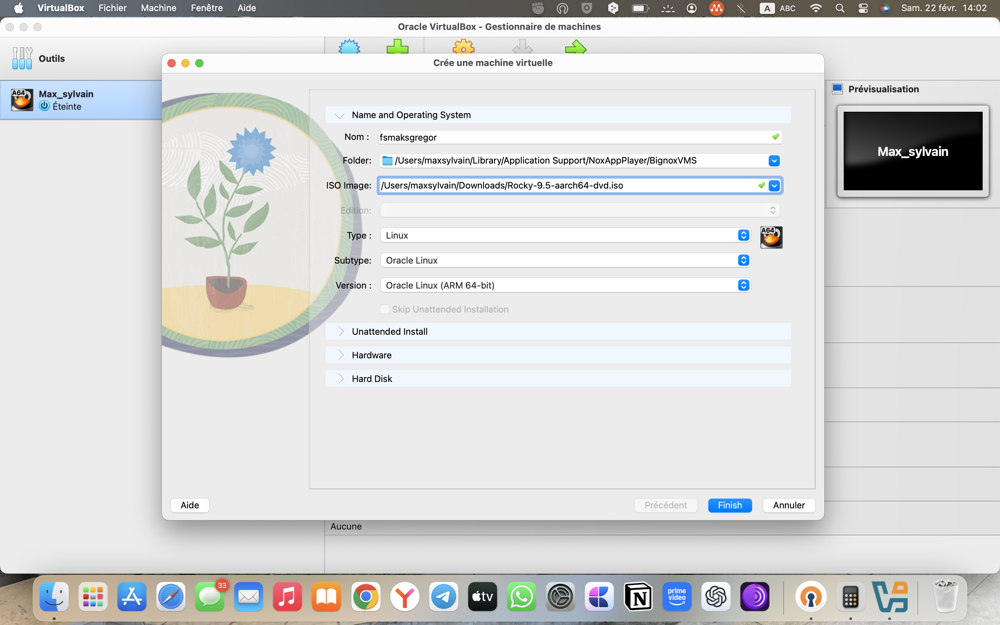 VirtualBox Fichier Machine Fenêtre Aide A ABC Sam. 22 févr. 14:02
Oracle VirtualBox - Gestionnaire de machines
Outils
Crée une machine virtuelle
A64 Max_sylvain
Éteinte
Prévisualisation
Max_sylvain
Name and Operating System
Nom : fsmaksgregor
Folder: /Users/maxsylvain/Library/Application Support/NoxAppPlayer/BignoxVMS
ISO Image: /Users/maxsylvain/Downloads/Rocky-9.5-aarch64-dvd.iso
Edition:
Type : Linux A64
Subtype: Oracle Linux
Version : Oracle Linux (ARM 64-bit)
Skip Unattended Installation
Unattended Install
Hardware
Hard Disk
Aide Précédent Finish Annuler
Aucune
33
tv
prime
video